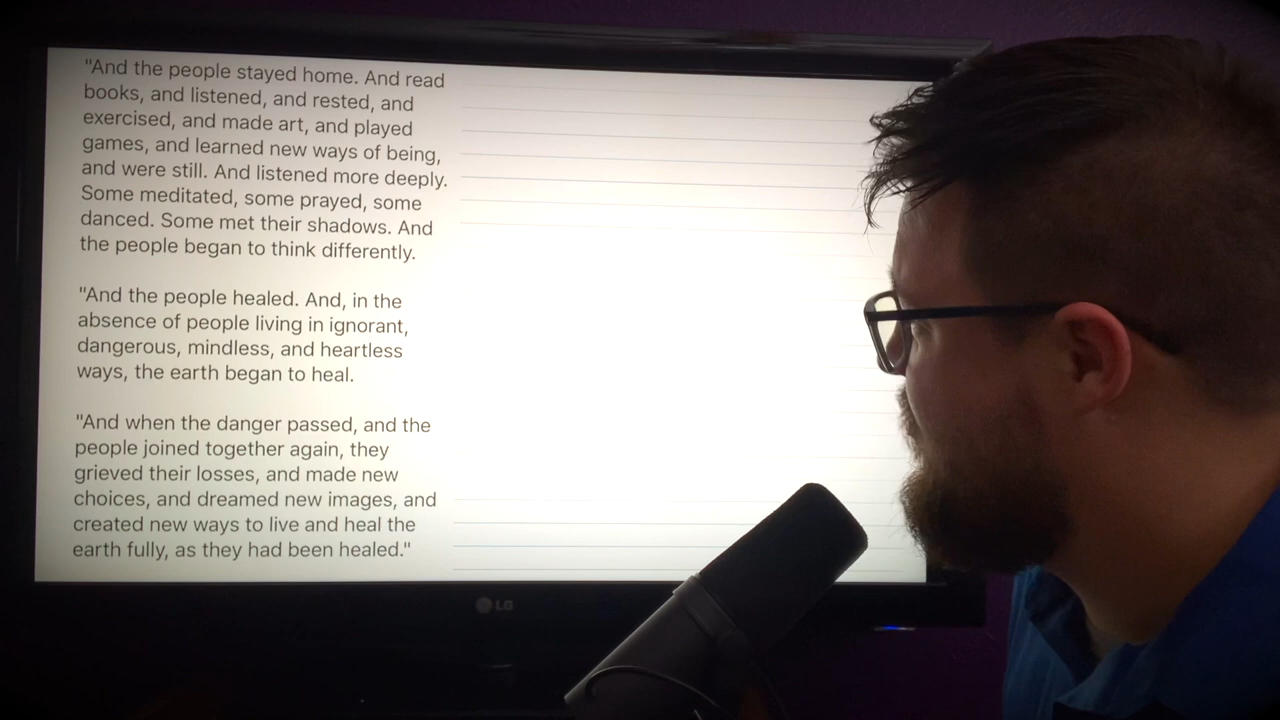 "And the people stayed home. And read
books, and listened, and rested, and
exercised, and made art, and played
games, and learned new ways of being,
and were still. And listened more deeply.
Some meditated, some prayed, some
danced. Some met their shadows. And
the people began to think differently.
"And the people healed. And, in the
absence of people living in ignorant,
dangerous, mindless, and heartless
ways, the earth began to heal.
"And when the danger passed, and the
people joined together again, they
grieved their losses, and made new
choices, and dreamed new images, and
created new ways to live and heal the
earth fully, as they had been healed."
LG